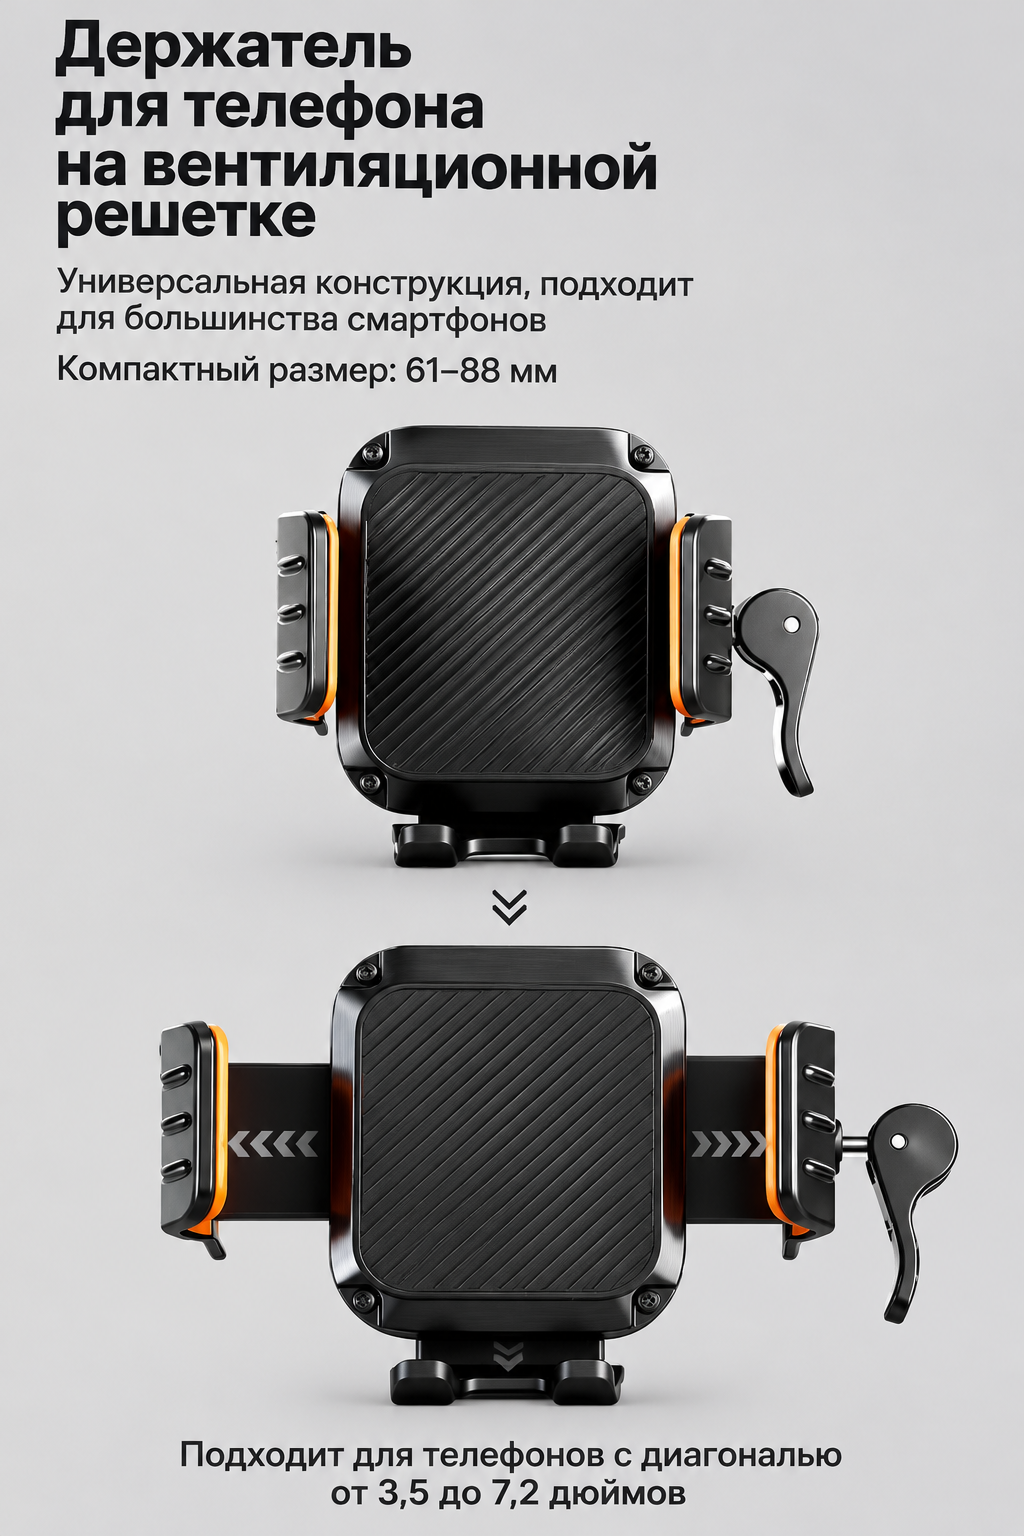 Держатель
для телефона
на вентиляционной
решетке
Универсальная конструкция, подходит
для большинства смартфонов
Компактный размер: 61–88 мм
Подходит для телефонов с диагональю
от 3,5 до 7,2 дюймов